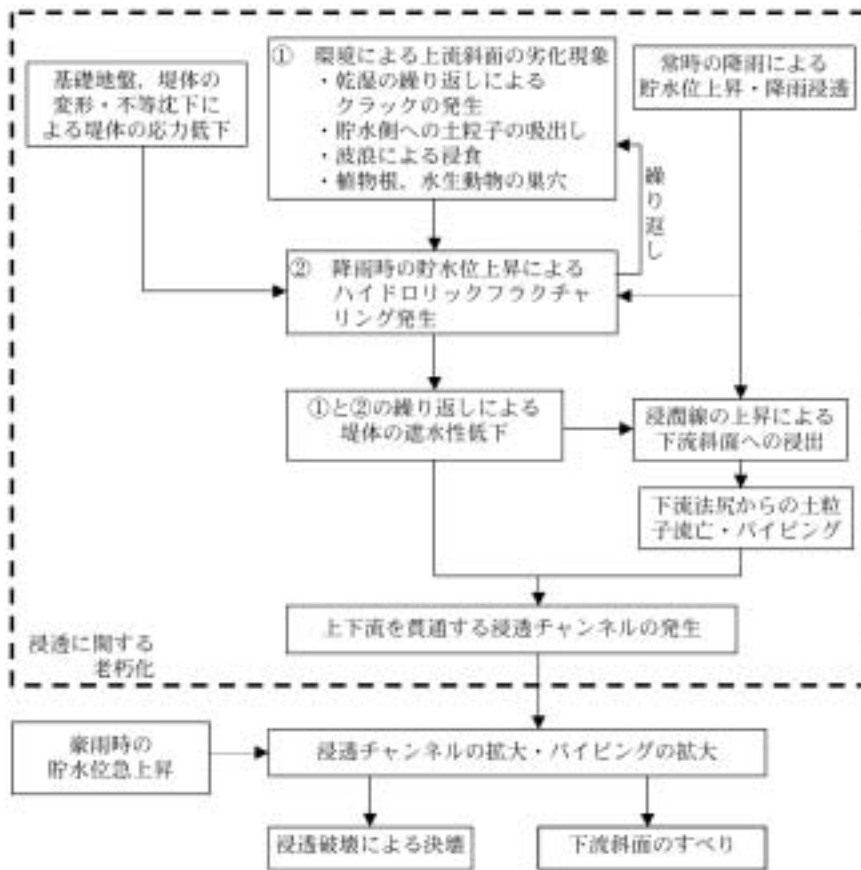 基礎地盤，堤体の
変形・不等沈下に
よる堤体の応力低下
① 環境による上流斜面の劣化現象
・乾湿の繰り返しによる
クラックの発生
・貯水側への土粒子の吸出し
・波浪による浸食
・植物根，水生動物の巣穴
常時の降雨による
貯水位上昇・降雨浸透
繰り返し
② 降雨時の貯水位上昇による
ハイドロリックフラクチャ
リング発生
①と②の繰り返しによる
堤体の遮水性低下
浸潤線の上昇による
下流斜面への浸出
下流法尻からの土粒
子流亡・パイピング
上下流を貫通する浸透チャンネルの発生
浸透に関する
老朽化
豪雨時の
貯水位急上昇
浸透チャンネルの拡大・パイピングの拡大
浸透破壊による決壊
下流斜面のすべり